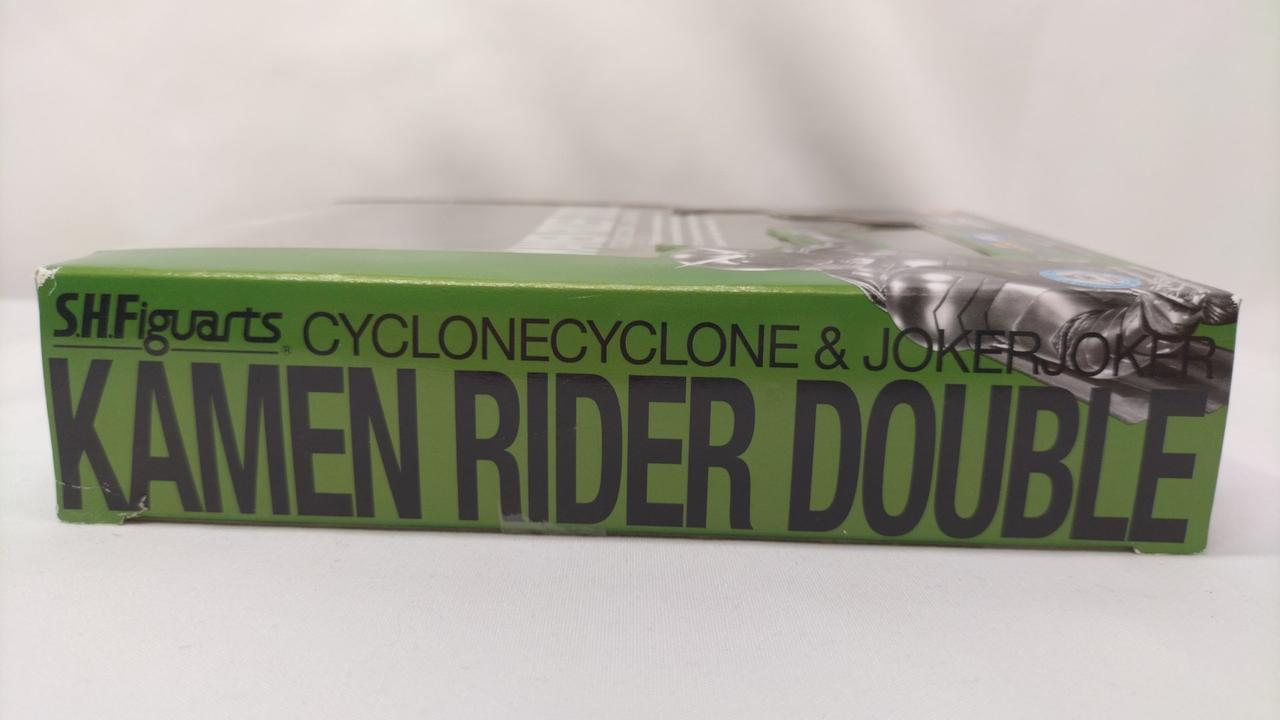 S.H.Figuarts® CYCLONECYCLONE & JOKERJOKER
KAMEN RIDER DOUBLE